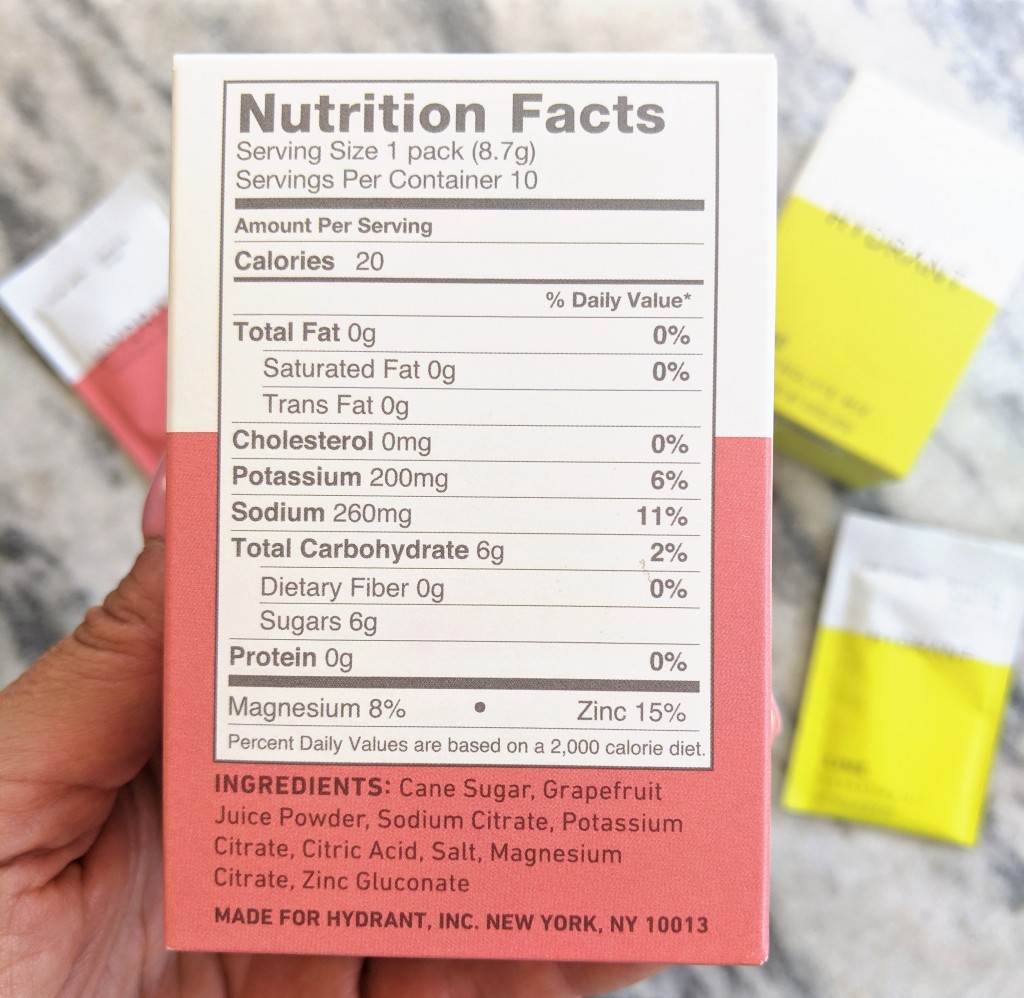 Nutrition Facts
Serving Size 1 pack (8.7g)
Servings Per Container 10
Amount Per Serving
Calories 20
% Daily Value*
Total Fat 0g 0%
Saturated Fat 0g 0%
Trans Fat 0g
Cholesterol 0mg 0%
Potassium 200mg 6%
Sodium 260mg 11%
Total Carbohydrate 6g 2%
Dietary Fiber 0g 0%
Sugars 6g
Protein 0g 0%
Magnesium 8% • Zinc 15%
Percent Daily Values are based on a 2,000 calorie diet.
INGREDIENTS: Cane Sugar, Grapefruit
Juice Powder, Sodium Citrate, Potassium
Citrate, Citric Acid, Salt, Magnesium
Citrate, Zinc Gluconate
MADE FOR HYDRANT, INC. NEW YORK, NY 10013
HYDRANT